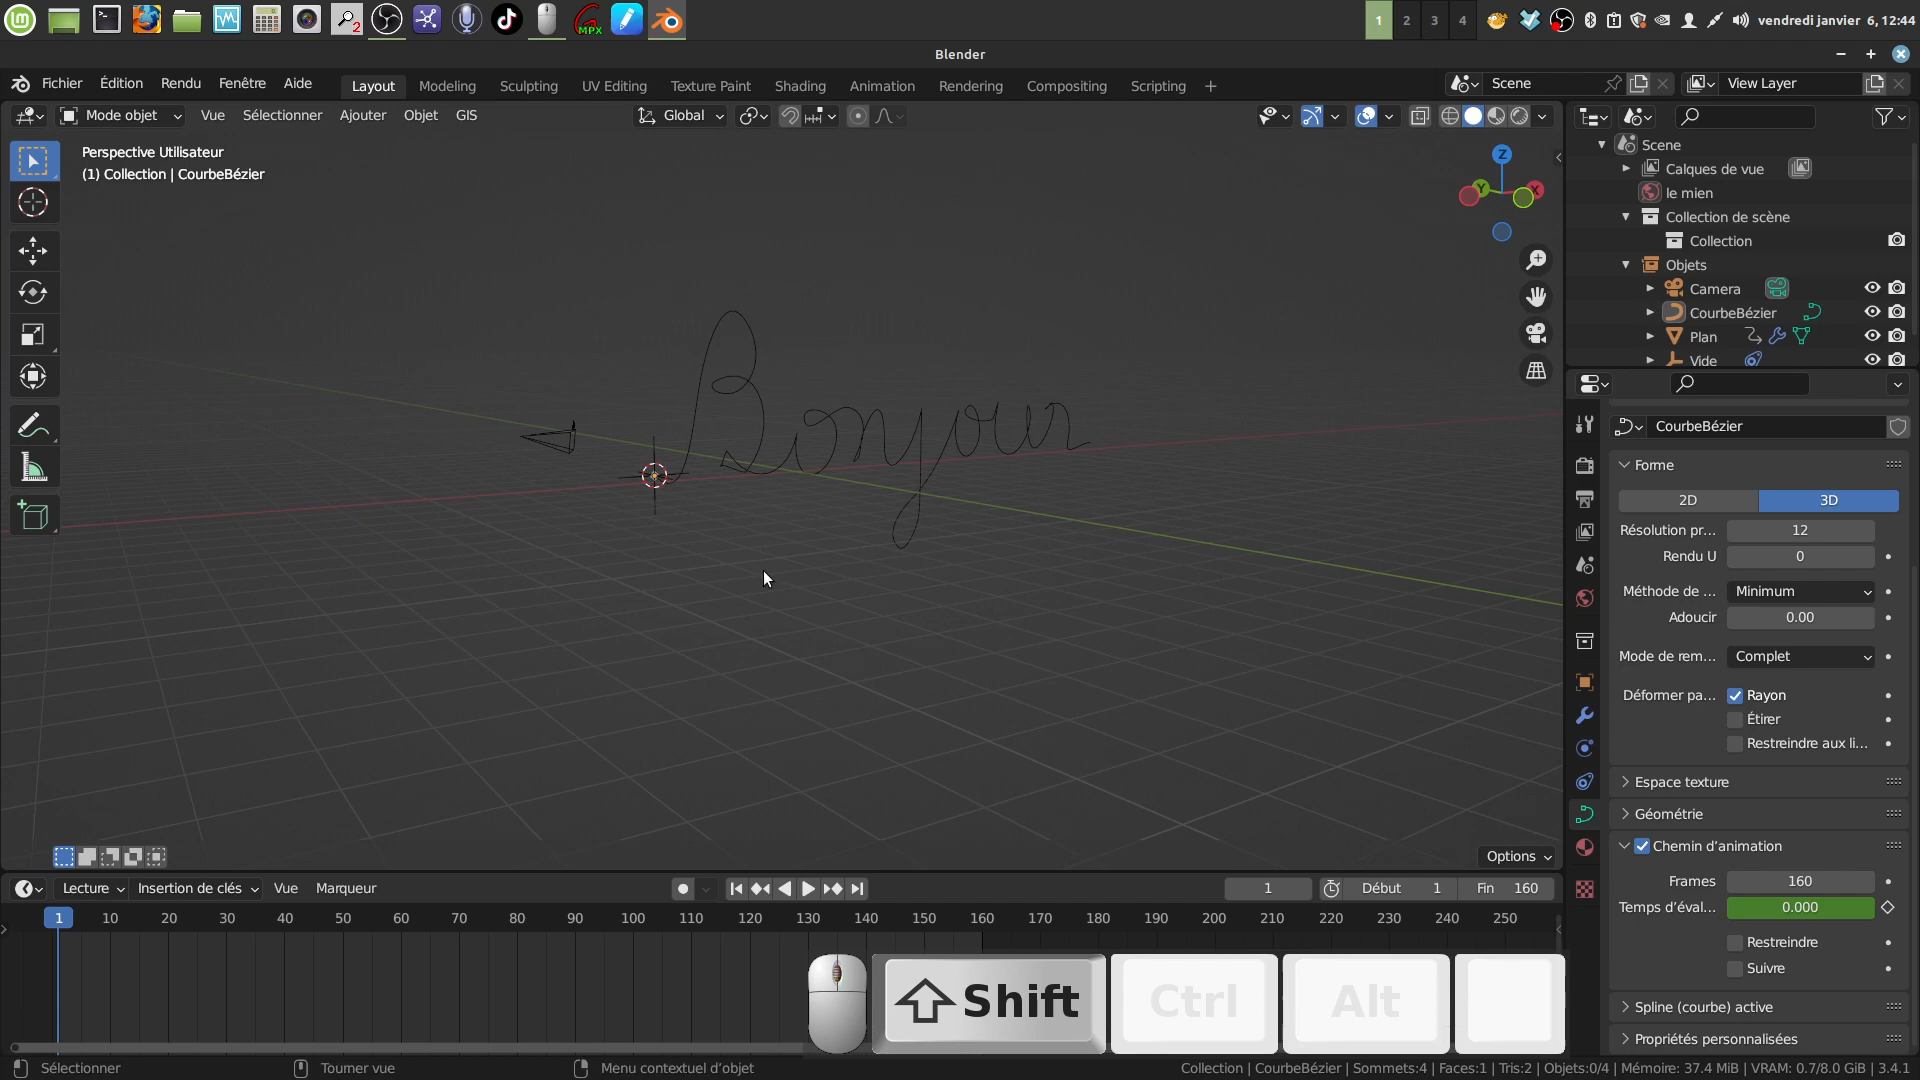 2
MPX
1 2 3 4
vendredi janvier 6, 12:44
Blender
Fichier Édition Rendu Fenêtre Aide
Layout Modeling Sculpting UV Editing Texture Paint Shading Animation Rendering Compositing Scripting +
Scene
View Layer
Mode objet Vue Sélectionner Ajouter Objet GIS
Global
Perspective Utilisateur
(1) Collection | CourbeBézier
Z
Y
X
Bonjour
Options
Scene
Calques de vue
le mien
Collection de scène
Collection
Objets
Camera
CourbeBézier
Plan
Vide
CourbeBézier
Forme
2D 3D
Résolution pr... 12
Rendu U 0
Méthode de ... Minimum
Adoucir 0.00
Mode de rem... Complet
Déformer pa... Rayon
Étirer
Restreindre aux li...
Espace texture
Géométrie
Chemin d'animation
Frames 160
Temps d'éval... 0.000
Restreindre
Suivre
Spline (courbe) active
Propriétés personnalisées
Lecture Insertion de clés Vue Marqueur
1 Début 1 Fin 160
1 10 20 30 40 50 60 70 80 90 100 110 120 130 140 150 160 170 180 190 200 210 220 230 240 250
Shift Ctrl Alt
Sélectionner Tourner vue Menu contextuel d'objet
Collection | CourbeBézier | Sommets:4 | Faces:1 | Tris:2 | Objets:0/4 | Mémoire: 37.4 MiB | VRAM: 0.7/8.0 GiB | 3.4.1